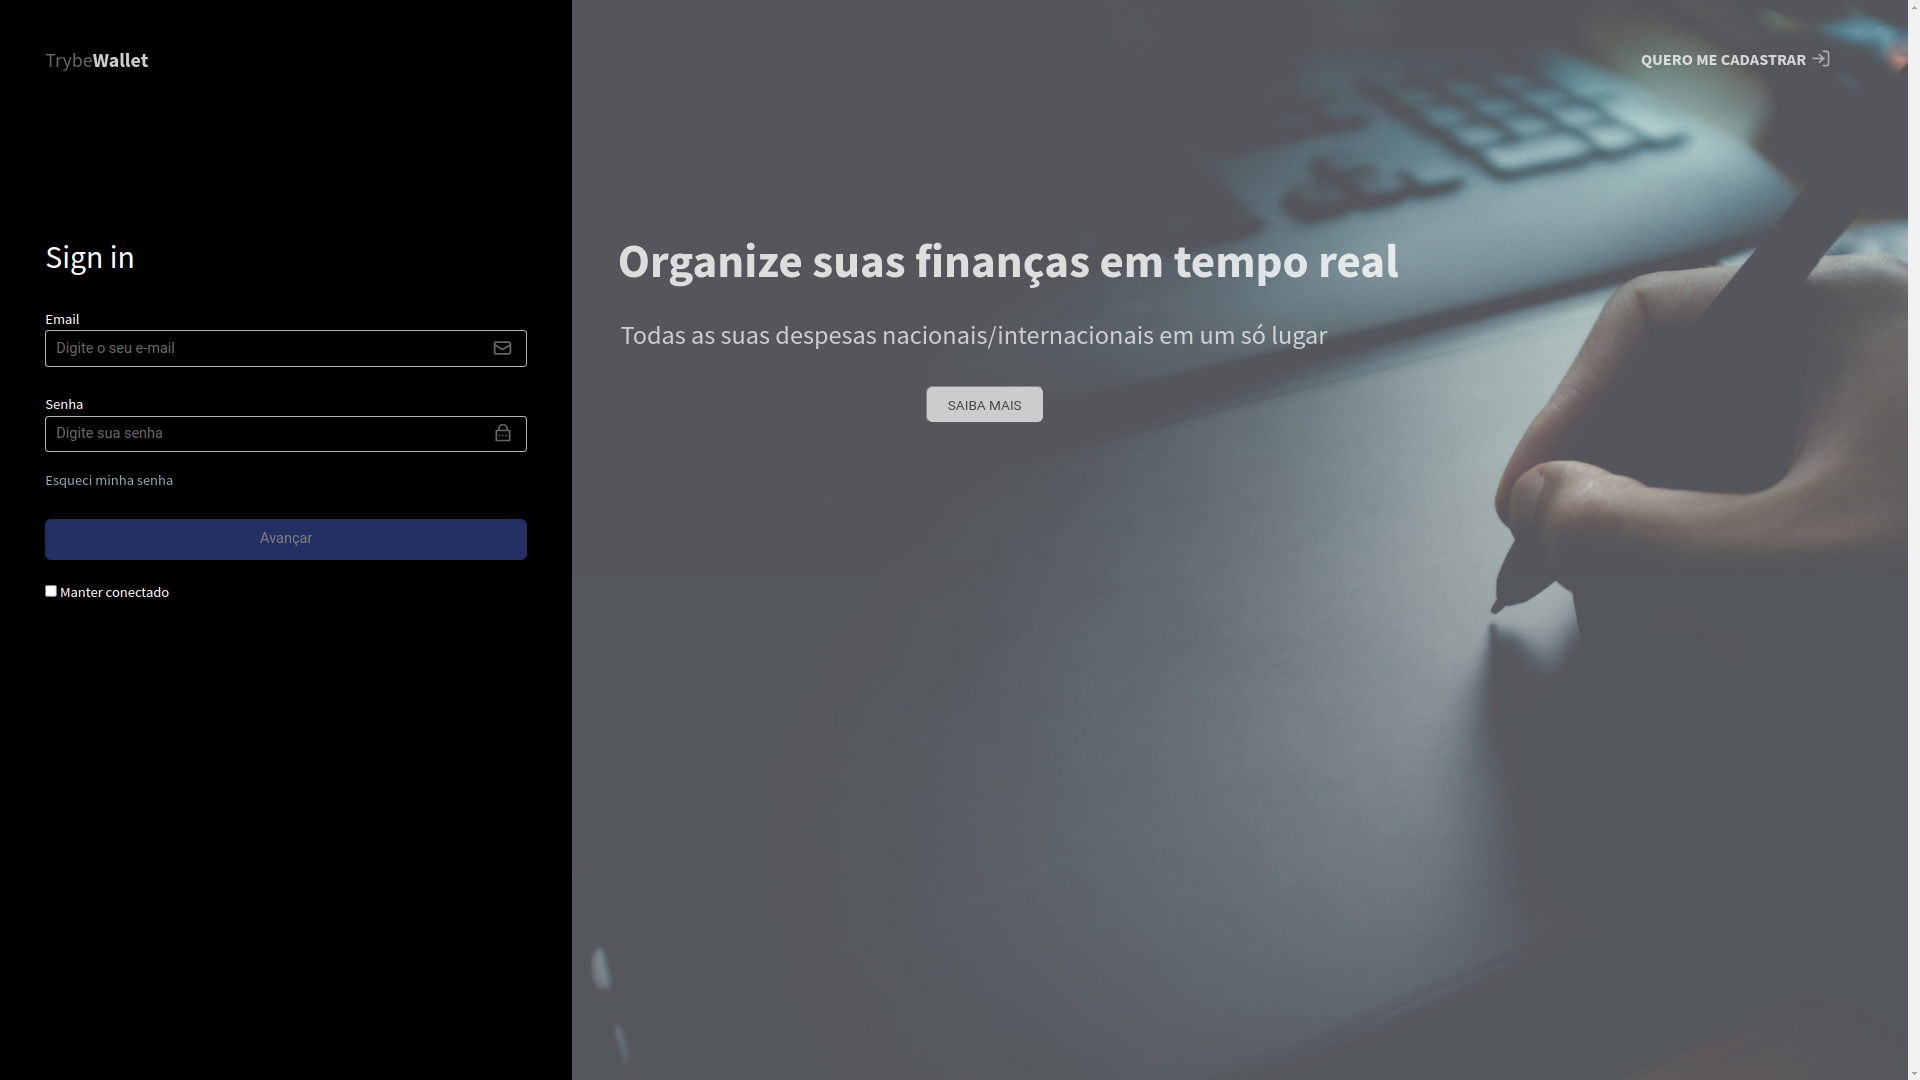 TrybeWallet
QUERO ME CADASTRAR
Sign in
Email
Digite o seu e-mail
Senha
Digite sua senha
Esqueci minha senha
Avançar
Manter conectado
Organize suas finanças em tempo real
Todas as suas despesas nacionais/internacionais em um só lugar
SAIBA MAIS